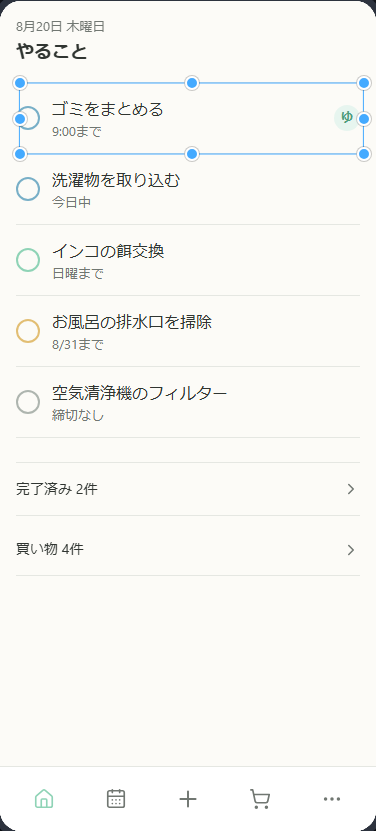 8月20日 木曜日
やること
ゴミをまとめる
ゆ
9:00まで
洗濯物を取り込む
今日中
インコの餌交換
日曜まで
お風呂の排水口を掃除
8/31まで
空気清浄機のフィルター
締切なし
完了済み 2件
買い物 4件